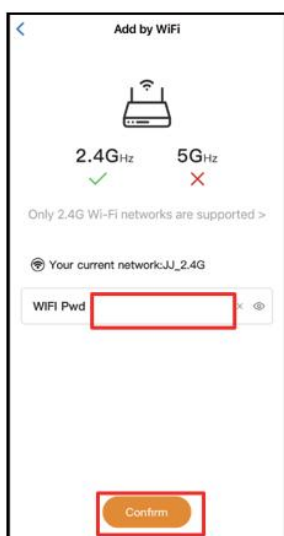 Add by WiFi
2.4GHz 5GHz
Only 2.4G Wi-Fi networks are supported >
Your current network:JJ_2.4G
WIFI Pwd
Confirm